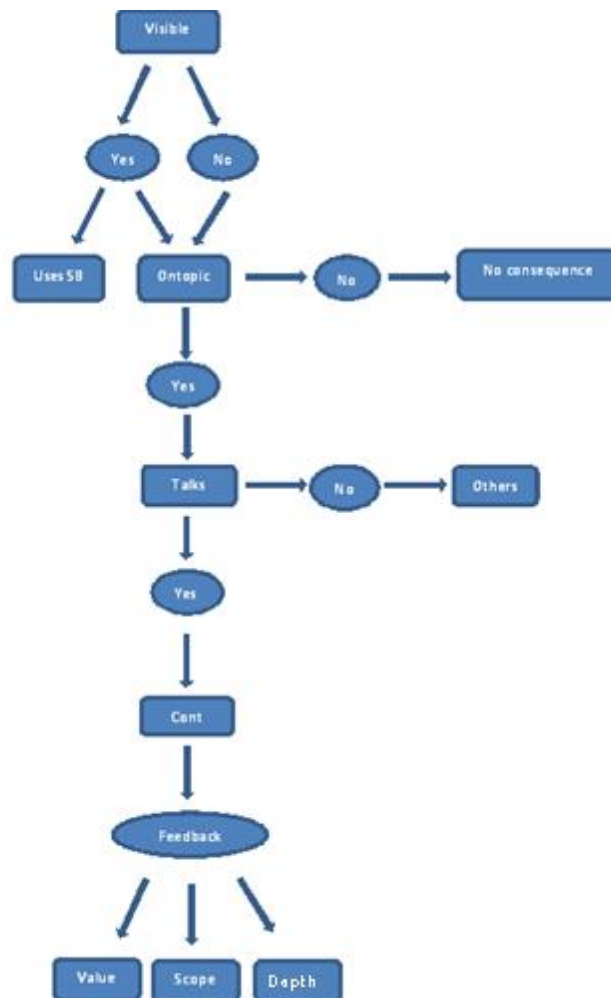 Visible
Yes
No
Uses SB
Ontopic
No
No consequence
Yes
Talks
No
Others
Yes
Cont
Feedback
Value
Scope
Depth